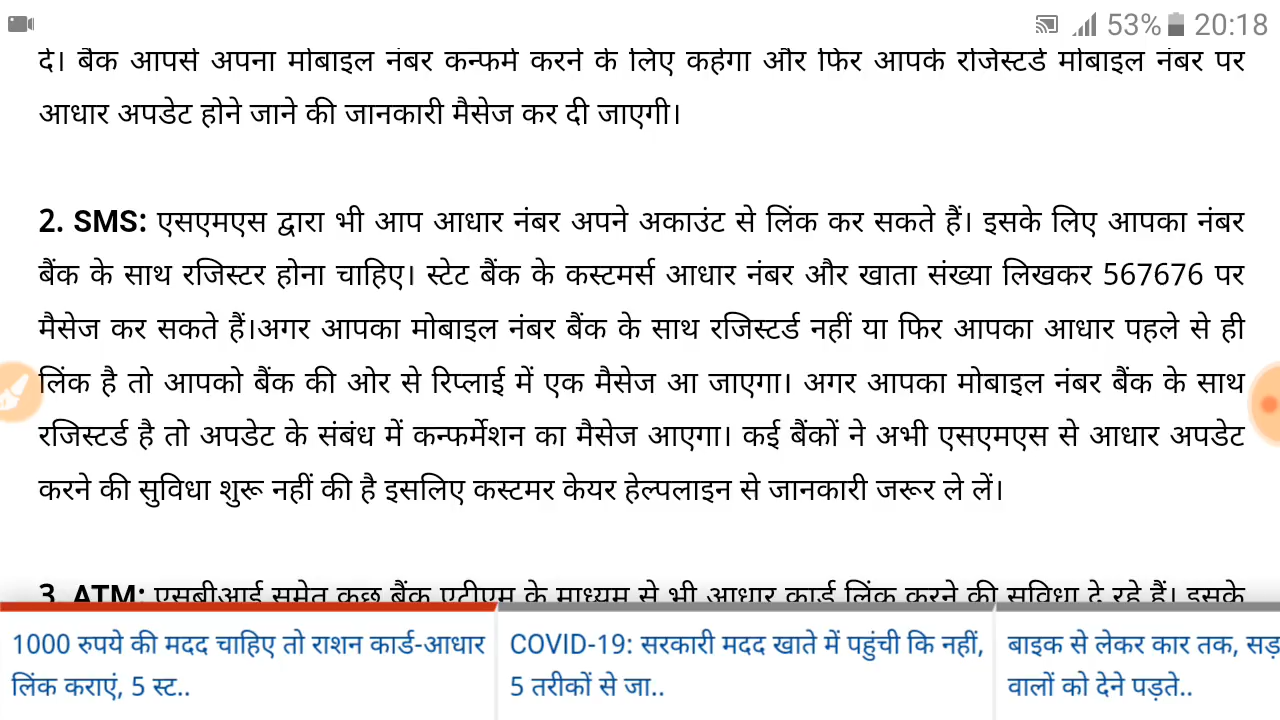 53% 20:18
दें। बैंक आपसे अपना मोबाइल नंबर कन्फर्म करने के लिए कहेगा और फिर आपके रजिस्टर्ड मोबाइल नंबर पर
आधार अपडेट होने जाने की जानकारी मैसेज कर दी जाएगी।
2. SMS: एसएमएस द्वारा भी आप आधार नंबर अपने अकाउंट से लिंक कर सकते हैं। इसके लिए आपका नंबर
बैंक के साथ रजिस्टर होना चाहिए। स्टेट बैंक के कस्टमर्स आधार नंबर और खाता संख्या लिखकर 567676 पर
मैसेज कर सकते हैं।अगर आपका मोबाइल नंबर बैंक के साथ रजिस्टर्ड नहीं या फिर आपका आधार पहले से ही
लिंक है तो आपको बैंक की ओर से रिप्लाई में एक मैसेज आ जाएगा। अगर आपका मोबाइल नंबर बैंक के साथ
रजिस्टर्ड है तो अपडेट के संबंध में कन्फर्मेशन का मैसेज आएगा। कई बैंकों ने अभी एसएमएस से आधार अपडेट
करने की सुविधा शुरू नहीं की है इसलिए कस्टमर केयर हेल्पलाइन से जानकारी जरूर ले लें।
3. ATM: एसबीआई समेत कुछ बैंक एटीएम के माध्यम से भी आधार कार्ड लिंक करने की सुविधा दे रहे हैं। इसके
1000 रुपये की मदद चाहिए तो राशन कार्ड-आधार
लिंक कराएं, 5 स्ट..
COVID-19: सरकारी मदद खाते में पहुंची कि नहीं,
5 तरीकों से जा..
बाइक से लेकर कार तक, सड़
वालों को देने पड़ते..